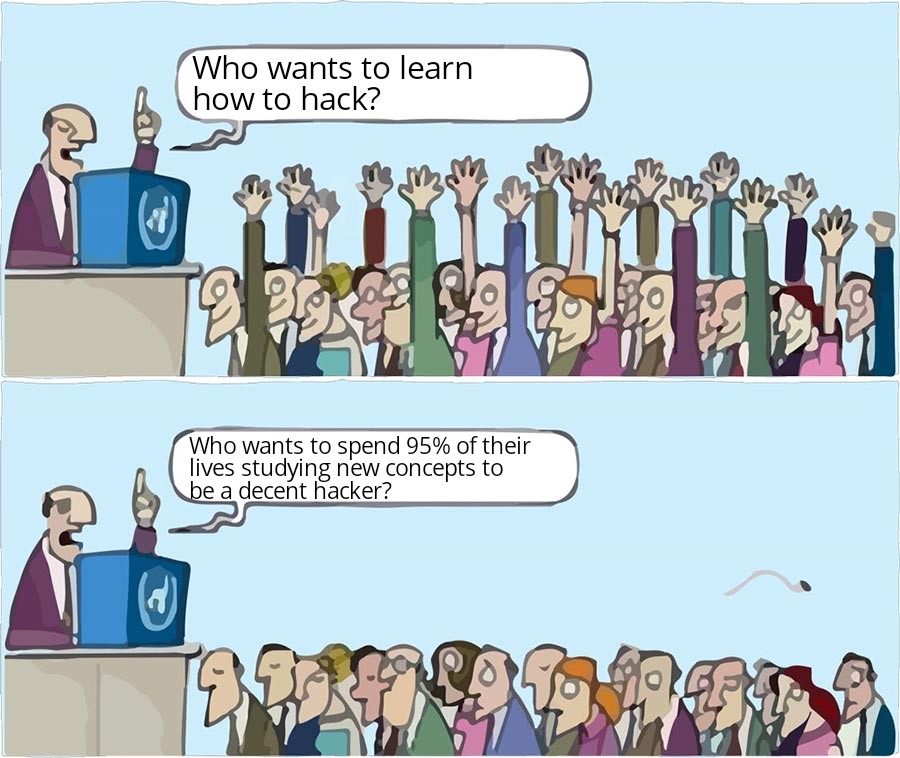 Who wants to learn
how to hack?
Who wants to spend 95% of their
lives studying new concepts to
be a decent hacker?